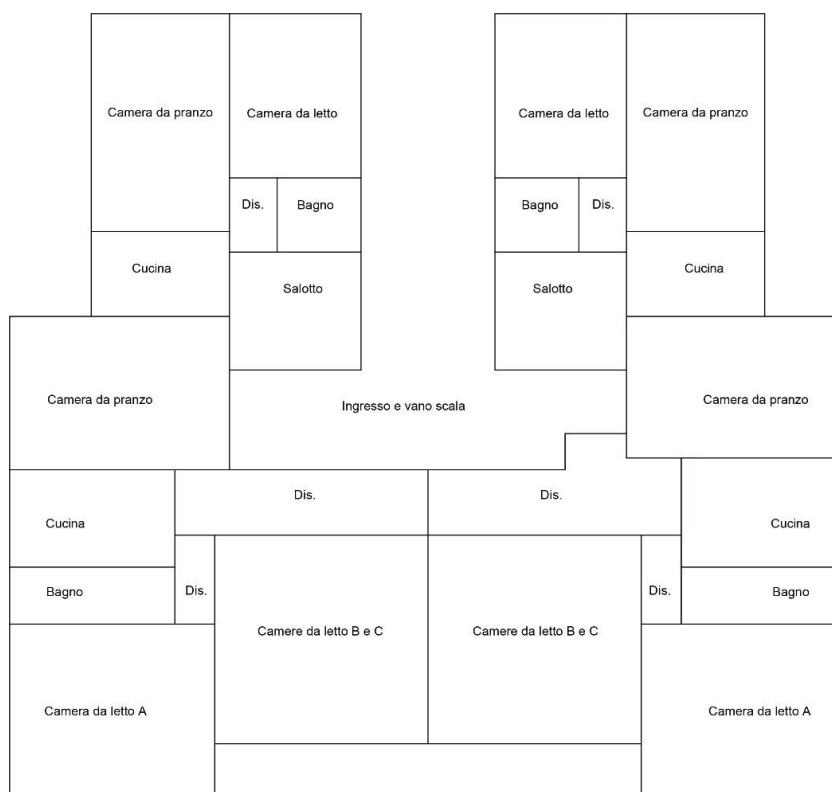 Camera da pranzo
Camera da letto
Camera da letto
Camera da pranzo
Dis.
Bagno
Bagno
Dis.
Cucina
Salotto
Salotto
Cucina
Camera da pranzo
Ingresso e vano scala
Camera da pranzo
Dis.
Dis.
Cucina
Cucina
Bagno
Dis.
Dis.
Bagno
Camere da letto B e C
Camere da letto B e C
Camera da letto A
Camera da letto A